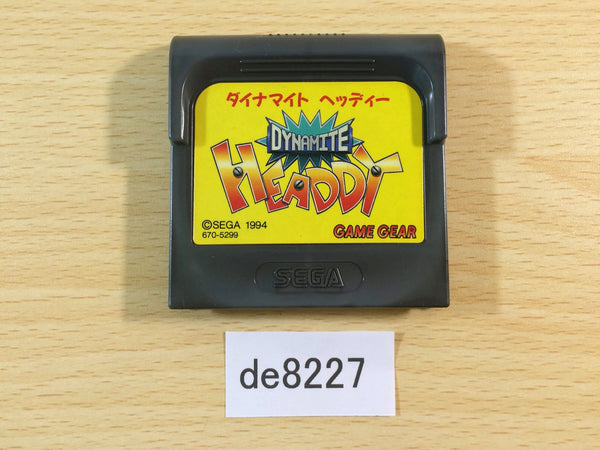 ダイナマイト ヘッディー
DYNAMITE
HEADDY
©SEGA 1994
670-5299
GAME GEAR
SEGA
de8227